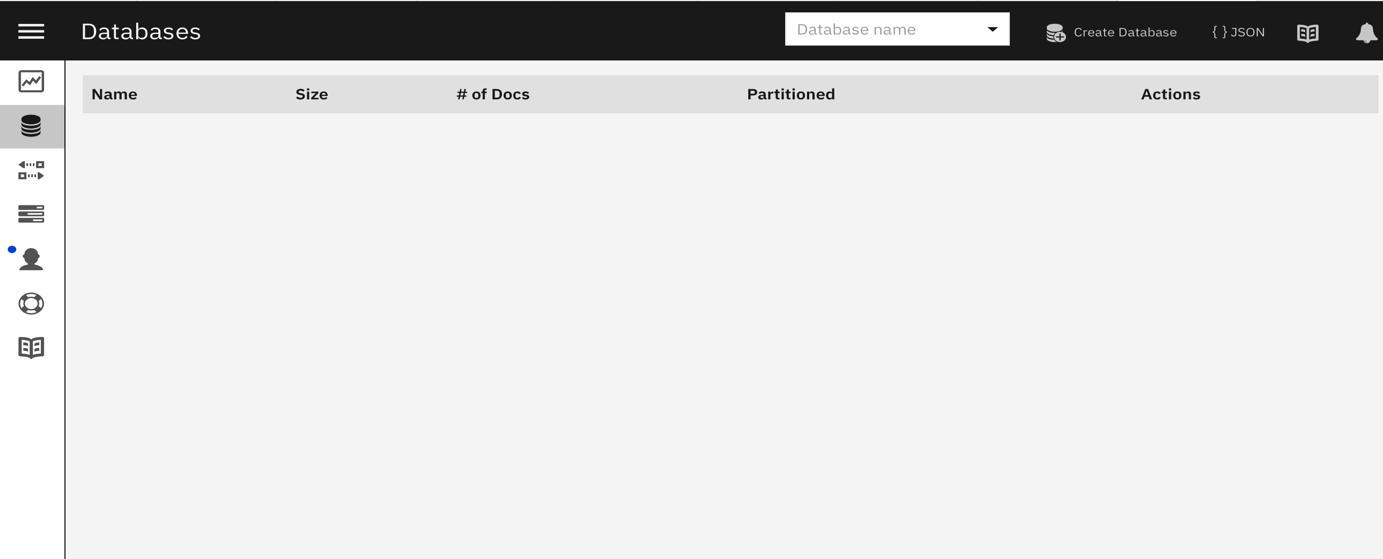 Databases
Database name
Create Database
{ } JSON
Name Size # of Docs Partitioned Actions